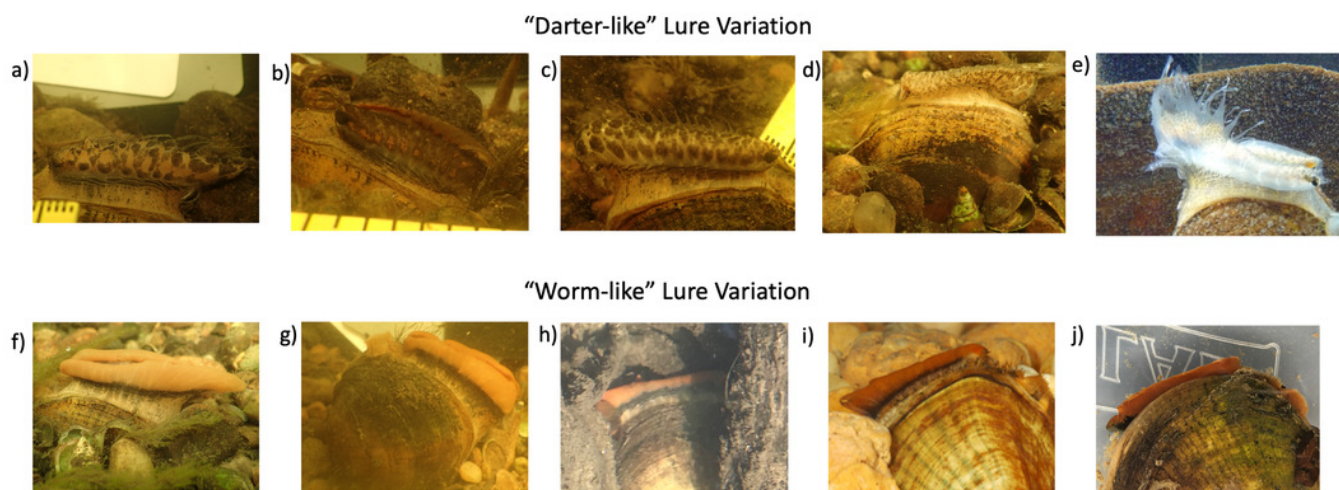 “Darter-like” Lure Variation
a)
b)
c)
d)
e)
“Worm-like” Lure Variation
f)
g)
h)
i)
j)